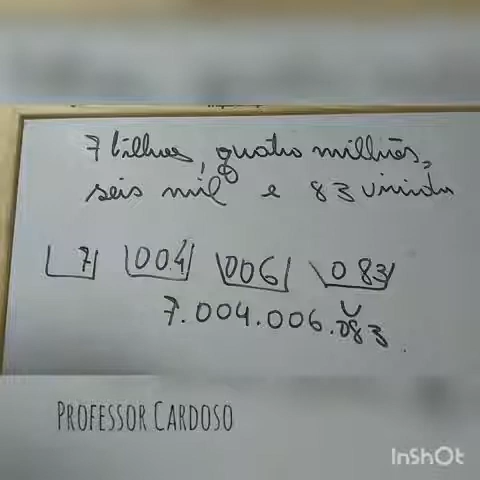 7 bilhões, quatro milhões,
seis mil e 83 unidades
7 004 006 083
7.004.006.083
PROFESSOR CARDOSO
InShOt